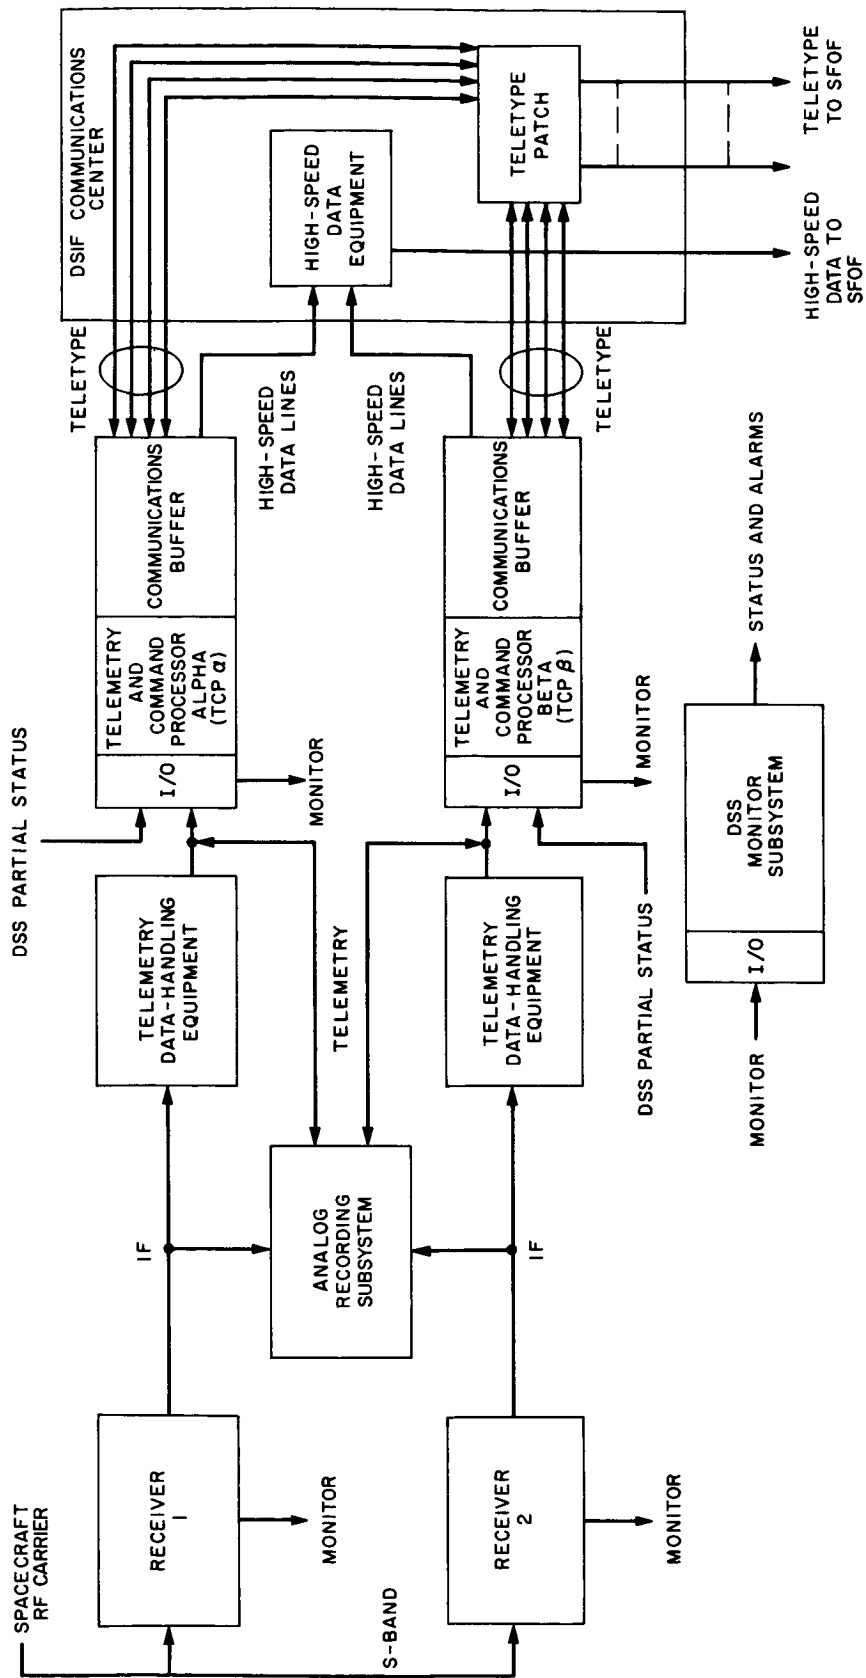 SPACECRAFT
RF CARRIER
S-BAND
RECEIVER
1
MONITOR
RECEIVER
2
MONITOR
IF
IF
ANALOG
RECORDING
SUBSYSTEM
TELEMETRY
DATA-HANDLING
EQUIPMENT
TELEMETRY
TELEMETRY
DATA-HANDLING
EQUIPMENT
DSS PARTIAL STATUS
DSS PARTIAL STATUS
I/O
TELEMETRY
AND
COMMAND
PROCESSOR
ALPHA
(TCP α)
COMMUNICATIONS
BUFFER
MONITOR
I/O
TELEMETRY
AND
COMMAND
PROCESSOR
BETA
(TCP β)
COMMUNICATIONS
BUFFER
MONITOR
MONITOR
I/O
DSS
MONITOR
SUBSYSTEM
STATUS AND ALARMS
TELETYPE
HIGH-SPEED
DATA LINES
HIGH-SPEED
DATA LINES
TELETYPE
DSIF COMMUNICATIONS
CENTER
HIGH-SPEED
DATA
EQUIPMENT
TELETYPE
PATCH
HIGH-SPEED
DATA TO
SFOF
TELETYPE
TO SFOF